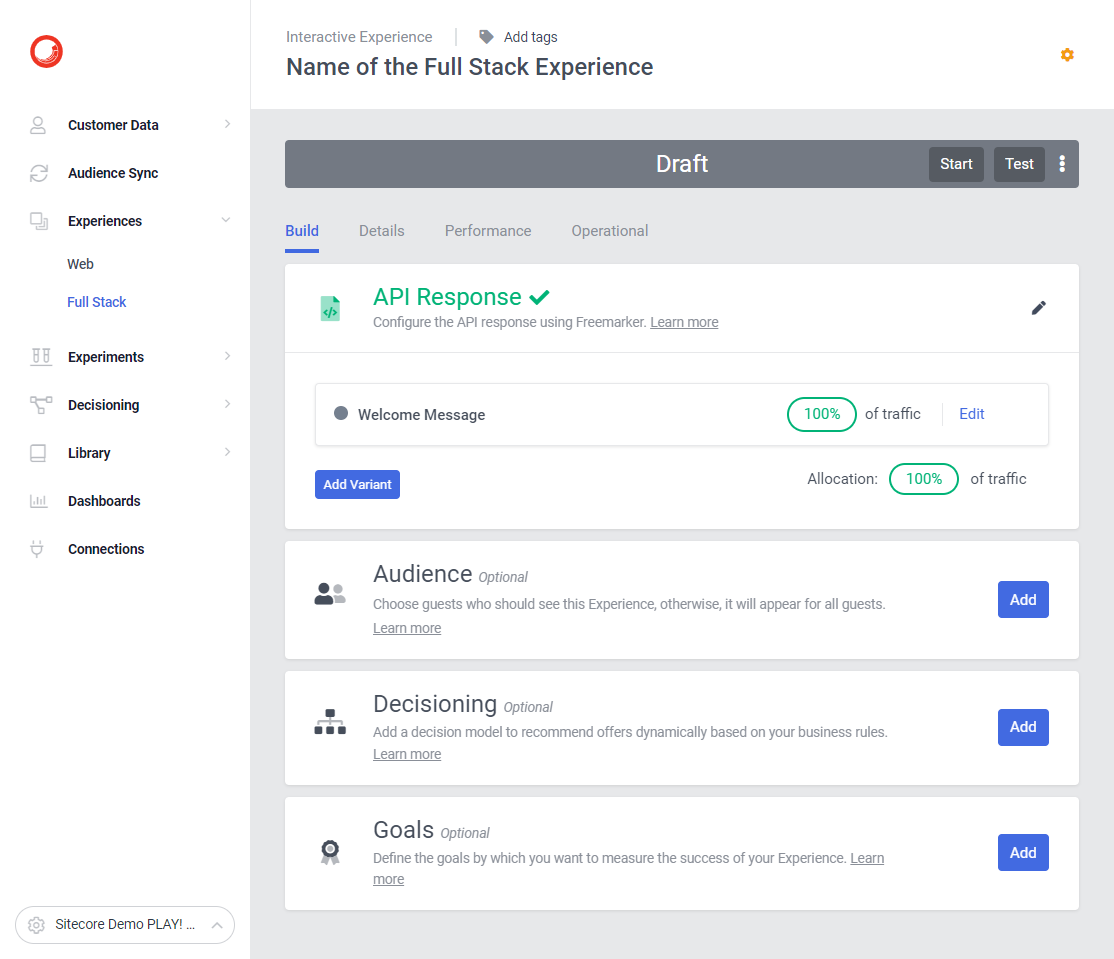 Interactive Experience
Add tags
Name of the Full Stack Experience
Customer Data
Audience Sync
Experiences
Web
Full Stack
Experiments
Decisioning
Library
Dashboards
Connections
Sitecore Demo PLAY! ...
Draft
Start
Test
Build
Details
Performance
Operational
API Response
Configure the API response using Freemarker. Learn more
Welcome Message
100% of traffic
Edit
Add Variant
Allocation: 100% of traffic
Audience Optional
Choose guests who should see this Experience, otherwise, it will appear for all guests.
Learn more
Add
Decisioning Optional
Add a decision model to recommend offers dynamically based on your business rules.
Learn more
Add
Goals Optional
Define the goals by which you want to measure the success of your Experience. Learn
more
Add